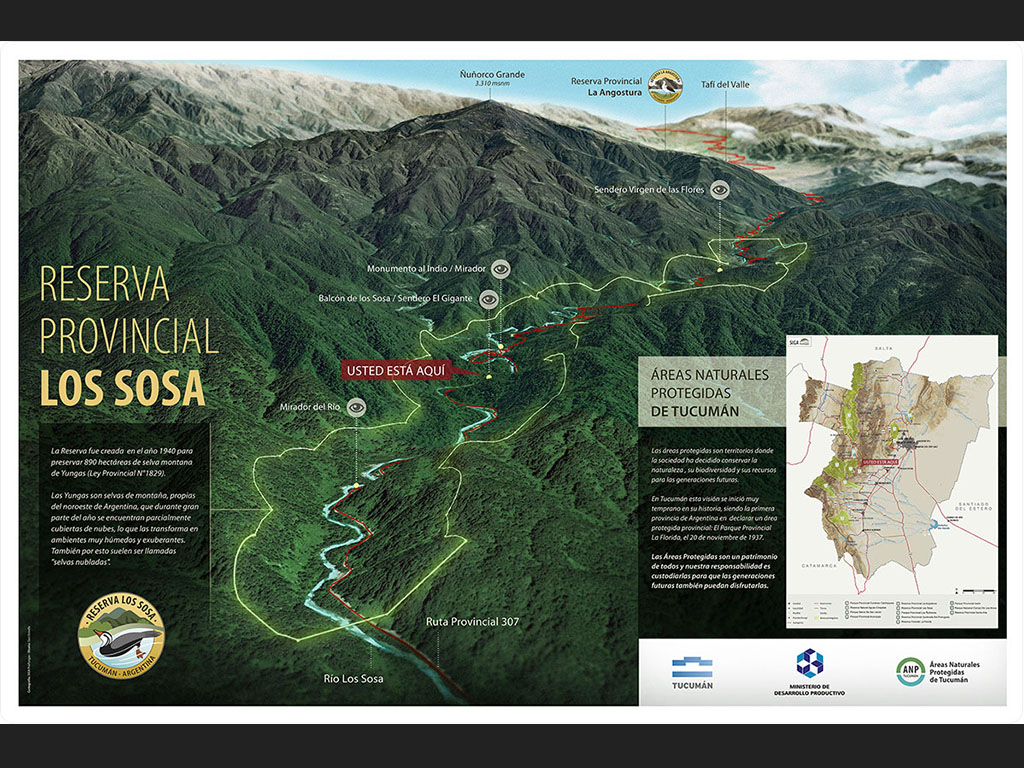 Ñuñorco Grande
3.310 msnm
Reserva Provincial
La Angostura
Tafí del Valle
Sendero Virgen de las Flores
Monumento al Indio / Mirador
Balcón de los Sosa / Sendero El Gigante
USTED ESTÁ AQUÍ
Mirador del Río
RESERVA
PROVINCIAL
LOS SOSA
La Reserva fue creada en el año 1940 para
preservar 890 hectáreas de selva montana
de Yungas (Ley Provincial N°1829).
Las Yungas son selvas de montaña, propias
del noroeste de Argentina, que durante gran
parte del año se encuentran parcialmente
cubiertas de nubes, lo que las transforma en
ambientes muy húmedos y exuberantes.
También por esto suelen ser llamadas
"selvas nubladas".
RESERVA LOS SOSA
TUCUMÁN - ARGENTINA
Ruta Provincial 307
Río Los Sosa
ÁREAS NATURALES
PROTEGIDAS
DE TUCUMÁN
Las áreas protegidas son territorios donde
la sociedad ha decidido conservar la
naturaleza , su biodiversidad y sus recursos
para las generaciones futuras.
En Tucumán esta visión se inició muy
temprano en su historia, siendo la primera
provincia de Argentina en declarar un área
protegida provincial: El Parque Provincial
La Florida, el 20 de noviembre de 1937.
Las Áreas Protegidas son un patrimonio
de todos y nuestra responsabilidad es
custodiarlas para que las generaciones
futuras también puedan disfrutarlas.
SIGA
SALTA
USTED ESTÁ AQUÍ
SANTIAGO
DEL ESTERO
CATAMARCA
TUCUMÁN
MINISTERIO DE
DESARROLLO PRODUCTIVO
ANP
TUCUMÁN
Áreas Naturales
Protegidas
de Tucumán